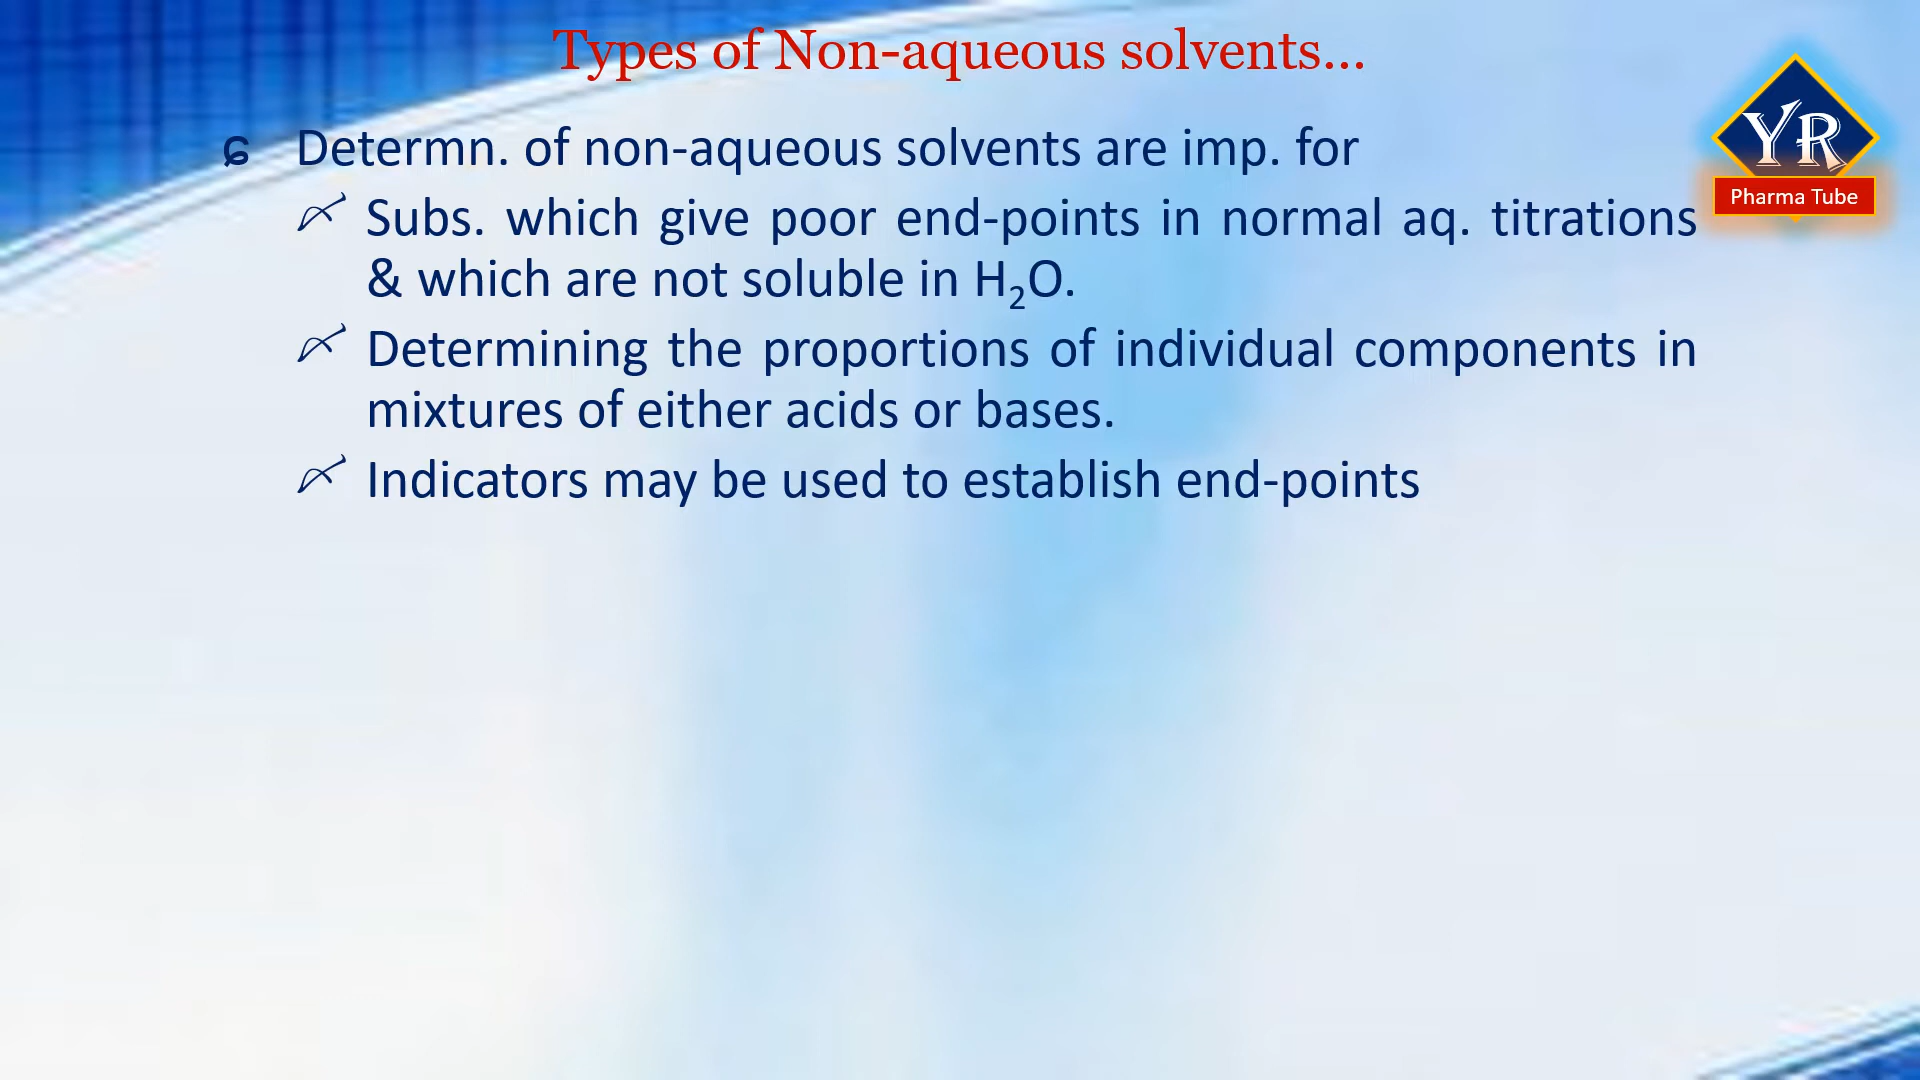 Types of Non-aqueous solvents...
Determn. of non-aqueous solvents are imp. for
Subs. which give poor end-points in normal aq. titrations
& which are not soluble in H₂O.
Determining the proportions of individual components in
mixtures of either acids or bases.
Indicators may be used to establish end-points
YR
Pharma Tube